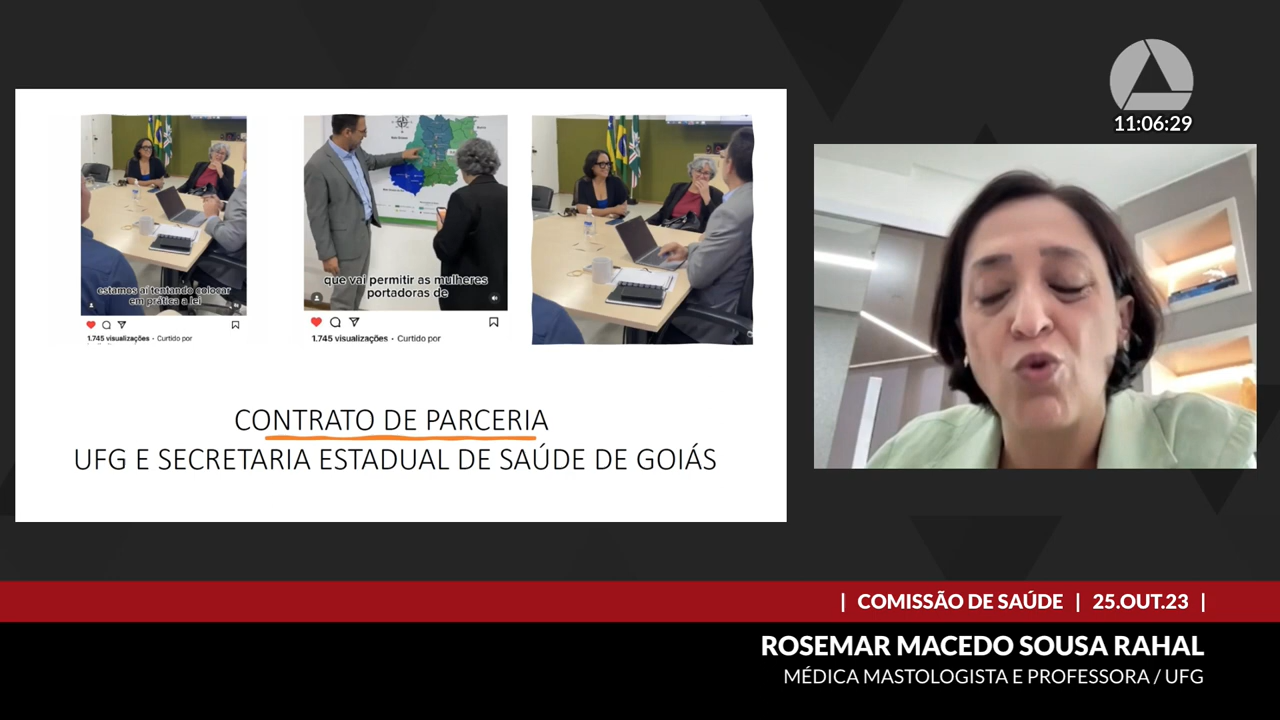 11:06:29
estamos aí tentando colocar
em prática a lei
1.745 visualizações · Curtido por
que vai permitir as mulheres
portadoras de
1.745 visualizações · Curtido por
CONTRATO DE PARCERIA
UFG E SECRETARIA ESTADUAL DE SAÚDE DE GOIÁS
| COMISSÃO DE SAÚDE | 25.OUT.23 |
ROSEMAR MACEDO SOUSA RAHAL
MÉDICA MASTOLOGISTA E PROFESSORA / UFG